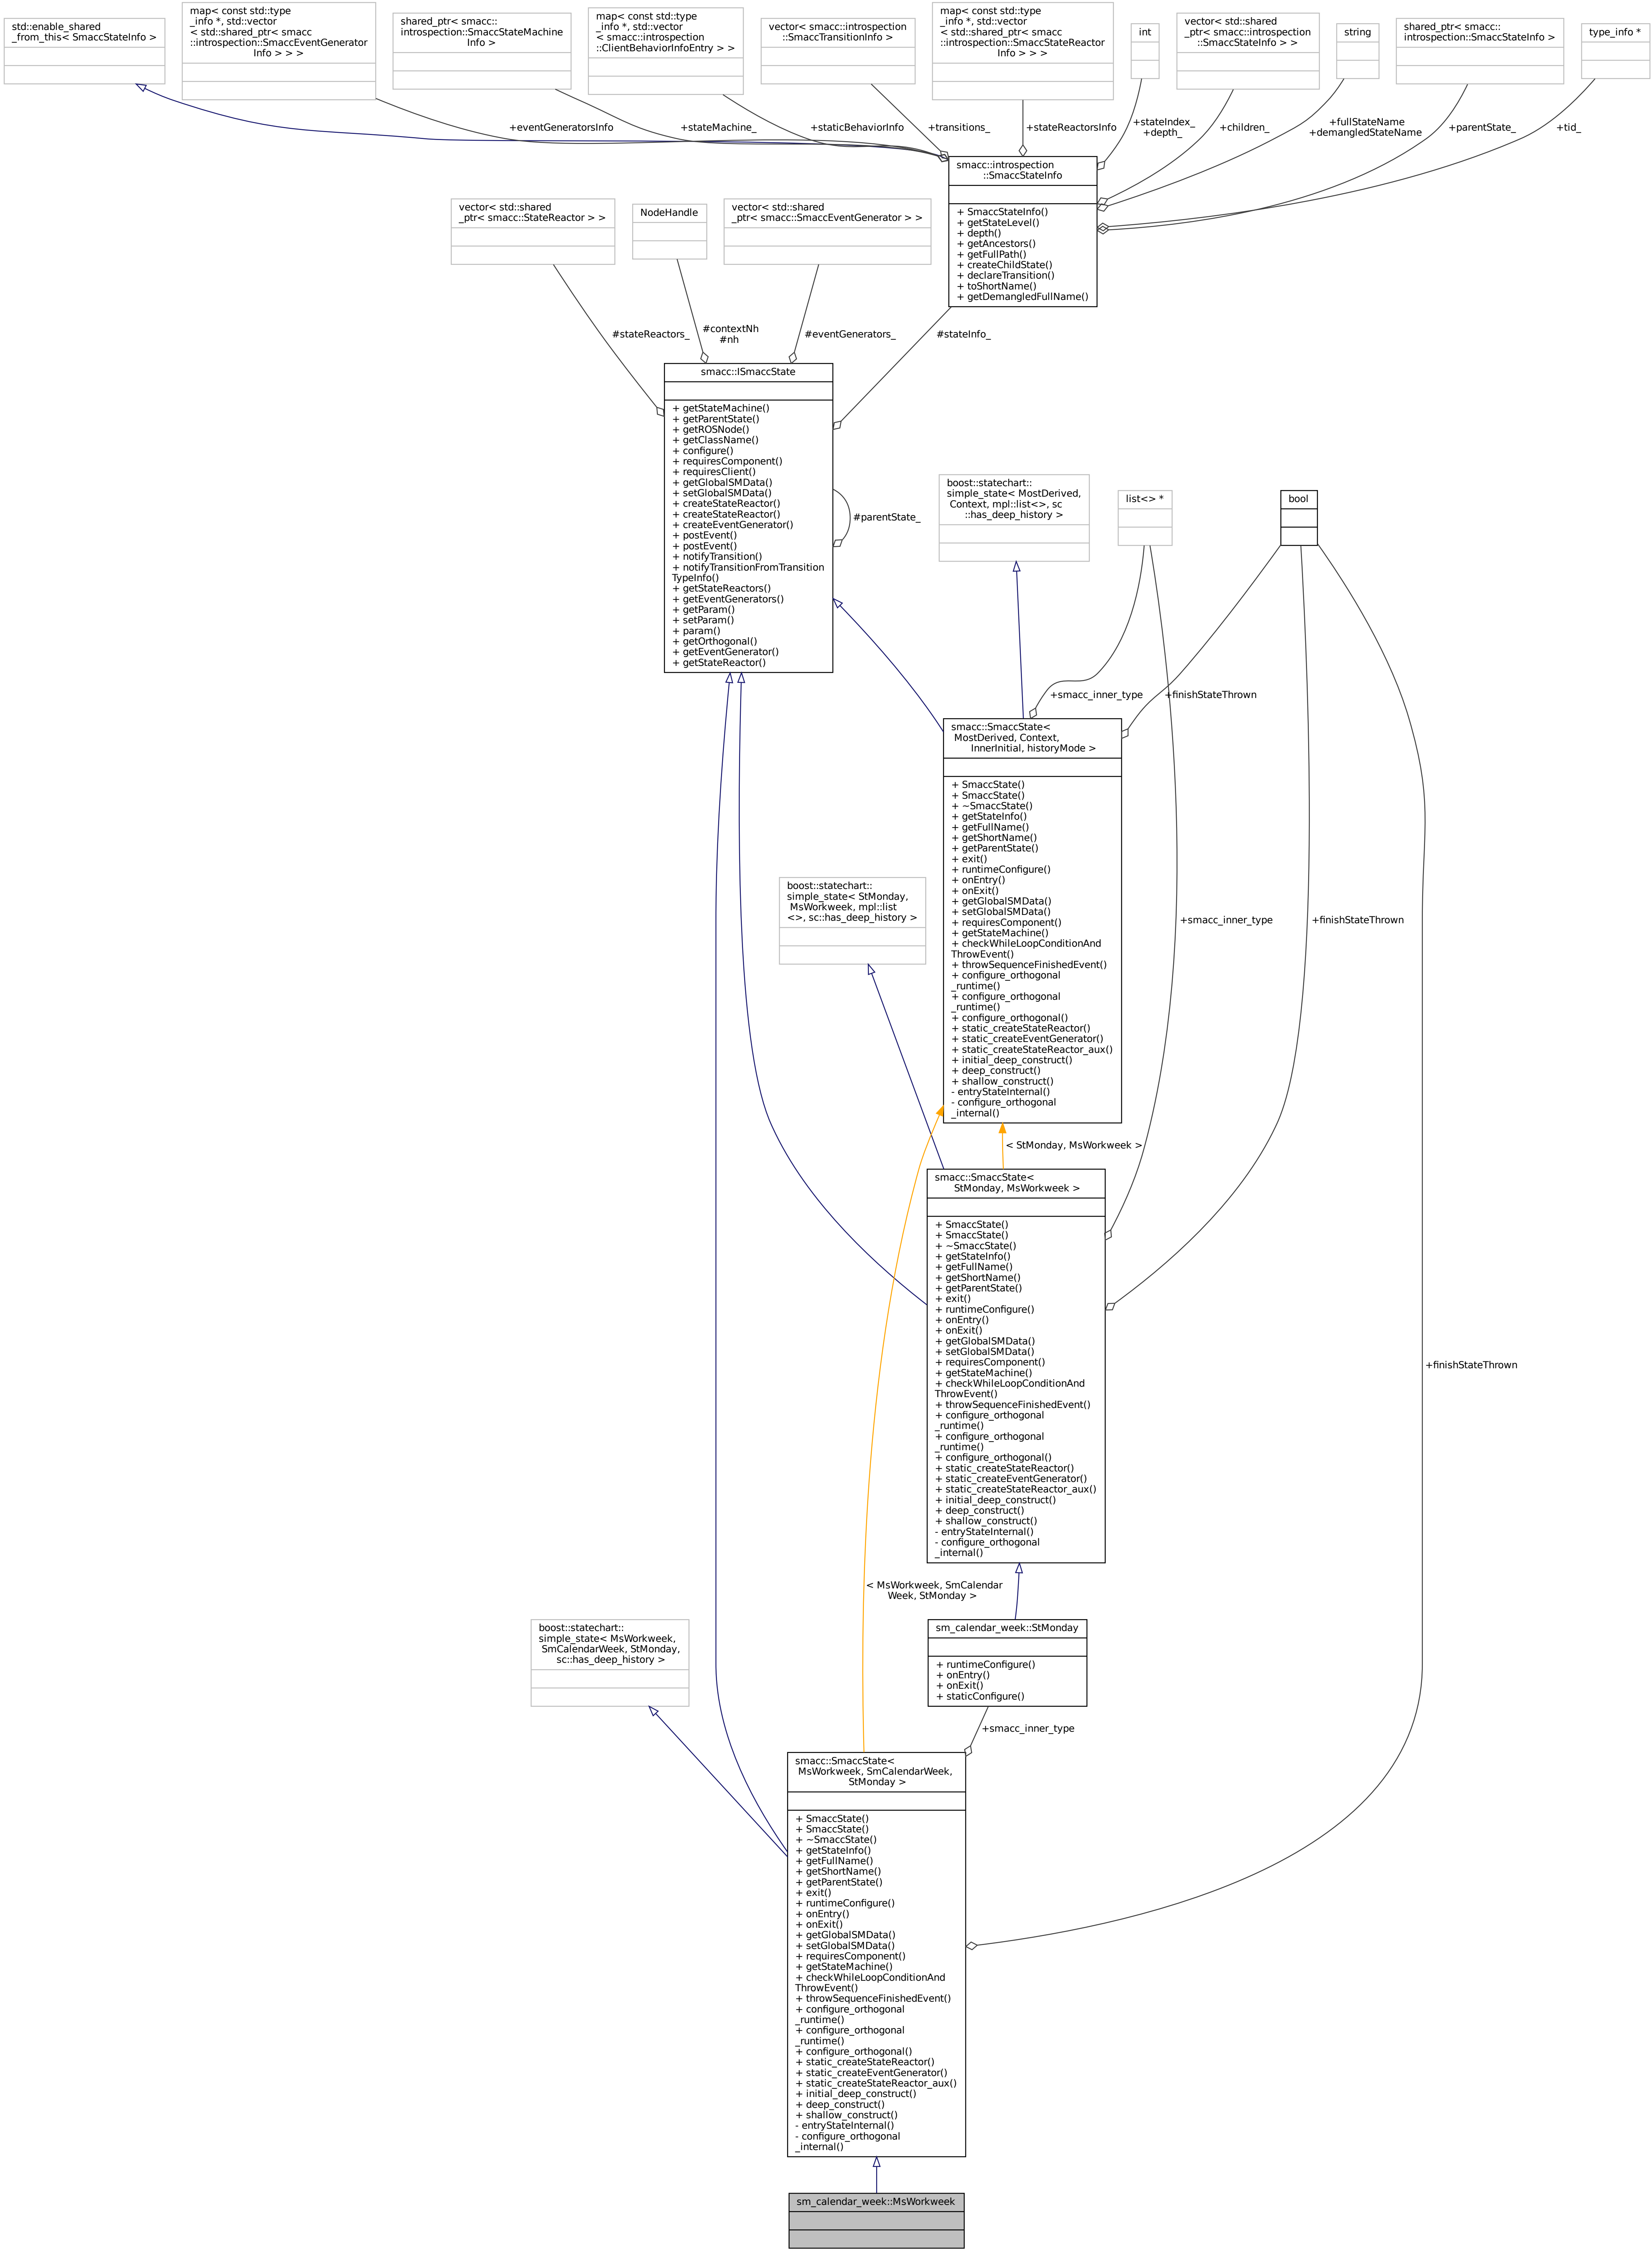 std::enable_shared
_from_this< SmaccStateInfo >
map< const std::type
_info *, std::vector
< std::shared_ptr< smacc
::introspection::SmaccEventGenerator
Info > > >
shared_ptr< smacc::
introspection::SmaccStateMachine
Info >
map< const std::type
_info *, std::vector
< smacc::introspection
::ClientBehaviorInfoEntry > >
vector< smacc::introspection
::SmaccTransitionInfo >
map< const std::type
_info *, std::vector
< std::shared_ptr< smacc
::introspection::SmaccStateReactor
Info > > >
int
vector< std::shared
_ptr< smacc::introspection
::SmaccStateInfo > >
string
shared_ptr< smacc::
introspection::SmaccStateInfo >
type_info *
+eventGeneratorsInfo
+stateMachine_
+staticBehaviorInfo
+transitions_
+stateReactorsInfo
+stateIndex_
+depth_
+children_
+fullStateName
+demangledStateName
+parentState_
+tid_
smacc::introspection
::SmaccStateInfo
+ SmaccStateInfo()
+ getStateLevel()
+ depth()
+ getAncestors()
+ getFullPath()
+ createChildState()
+ declareTransition()
+ toShortName()
+ getDemangledFullName()
vector< std::shared
_ptr< smacc::StateReactor > >
NodeHandle
vector< std::shared
_ptr< smacc::SmaccEventGenerator > >
#stateReactors_
#contextNh
#nh
#eventGenerators_
#stateInfo_
smacc::ISmaccState
+ getStateMachine()
+ getParentState()
+ getROSNode()
+ getClassName()
+ configure()
+ requiresComponent()
+ requiresClient()
+ getGlobalSMData()
+ setGlobalSMData()
+ createStateReactor()
+ createStateReactor()
+ createEventGenerator()
+ postEvent()
+ postEvent()
+ notifyTransition()
+ notifyTransitionFromTransition
TypeInfo()
+ getStateReactors()
+ getEventGenerators()
+ getParam()
+ setParam()
+ param()
+ getOrthogonal()
+ getEventGenerator()
+ getStateReactor()
#parentState_
boost::statechart::
simple_state< MostDerived,
Context, mpl::list<>, sc
::has_deep_history >
list<> *
bool
+smacc_inner_type
+finishStateThrown
smacc::SmaccState<
MostDerived, Context,
InnerInitial, historyMode >
+ SmaccState()
+ SmaccState()
+ ~SmaccState()
+ getStateInfo()
+ getFullName()
+ getShortName()
+ getParentState()
+ exit()
+ runtimeConfigure()
+ onEntry()
+ onExit()
+ getGlobalSMData()
+ setGlobalSMData()
+ requiresComponent()
+ getStateMachine()
+ checkWhileLoopConditionAnd
ThrowEvent()
+ throwSequenceFinishedEvent()
+ configure_orthogonal
_runtime()
+ configure_orthogonal
_runtime()
+ configure_orthogonal()
+ static_createStateReactor()
+ static_createEventGenerator()
+ static_createStateReactor_aux()
+ initial_deep_construct()
+ deep_construct()
+ shallow_construct()
- entryStateInternal()
- configure_orthogonal
_internal()
boost::statechart::
simple_state< StMonday,
MsWorkweek, mpl::list
<>, sc::has_deep_history >
+smacc_inner_type
+finishStateThrown
< StMonday, MsWorkweek >
smacc::SmaccState<
StMonday, MsWorkweek >
+ SmaccState()
+ SmaccState()
+ ~SmaccState()
+ getStateInfo()
+ getFullName()
+ getShortName()
+ getParentState()
+ exit()
+ runtimeConfigure()
+ onEntry()
+ onExit()
+ getGlobalSMData()
+ setGlobalSMData()
+ requiresComponent()
+ getStateMachine()
+ checkWhileLoopConditionAnd
ThrowEvent()
+ throwSequenceFinishedEvent()
+ configure_orthogonal
_runtime()
+ configure_orthogonal
_runtime()
+ configure_orthogonal()
+ static_createStateReactor()
+ static_createEventGenerator()
+ static_createStateReactor_aux()
+ initial_deep_construct()
+ deep_construct()
+ shallow_construct()
- entryStateInternal()
- configure_orthogonal
_internal()
+finishStateThrown
< MsWorkweek, SmCalendar
Week, StMonday >
boost::statechart::
simple_state< MsWorkweek,
SmCalendarWeek, StMonday,
sc::has_deep_history >
sm_calendar_week::StMonday
+ runtimeConfigure()
+ onEntry()
+ onExit()
+ staticConfigure()
+smacc_inner_type
smacc::SmaccState<
MsWorkweek, SmCalendarWeek,
StMonday >
+ SmaccState()
+ SmaccState()
+ ~SmaccState()
+ getStateInfo()
+ getFullName()
+ getShortName()
+ getParentState()
+ exit()
+ runtimeConfigure()
+ onEntry()
+ onExit()
+ getGlobalSMData()
+ setGlobalSMData()
+ requiresComponent()
+ getStateMachine()
+ checkWhileLoopConditionAnd
ThrowEvent()
+ throwSequenceFinishedEvent()
+ configure_orthogonal
_runtime()
+ configure_orthogonal
_runtime()
+ configure_orthogonal()
+ static_createStateReactor()
+ static_createEventGenerator()
+ static_createStateReactor_aux()
+ initial_deep_construct()
+ deep_construct()
+ shallow_construct()
- entryStateInternal()
- configure_orthogonal
_internal()
sm_calendar_week::MsWorkweek